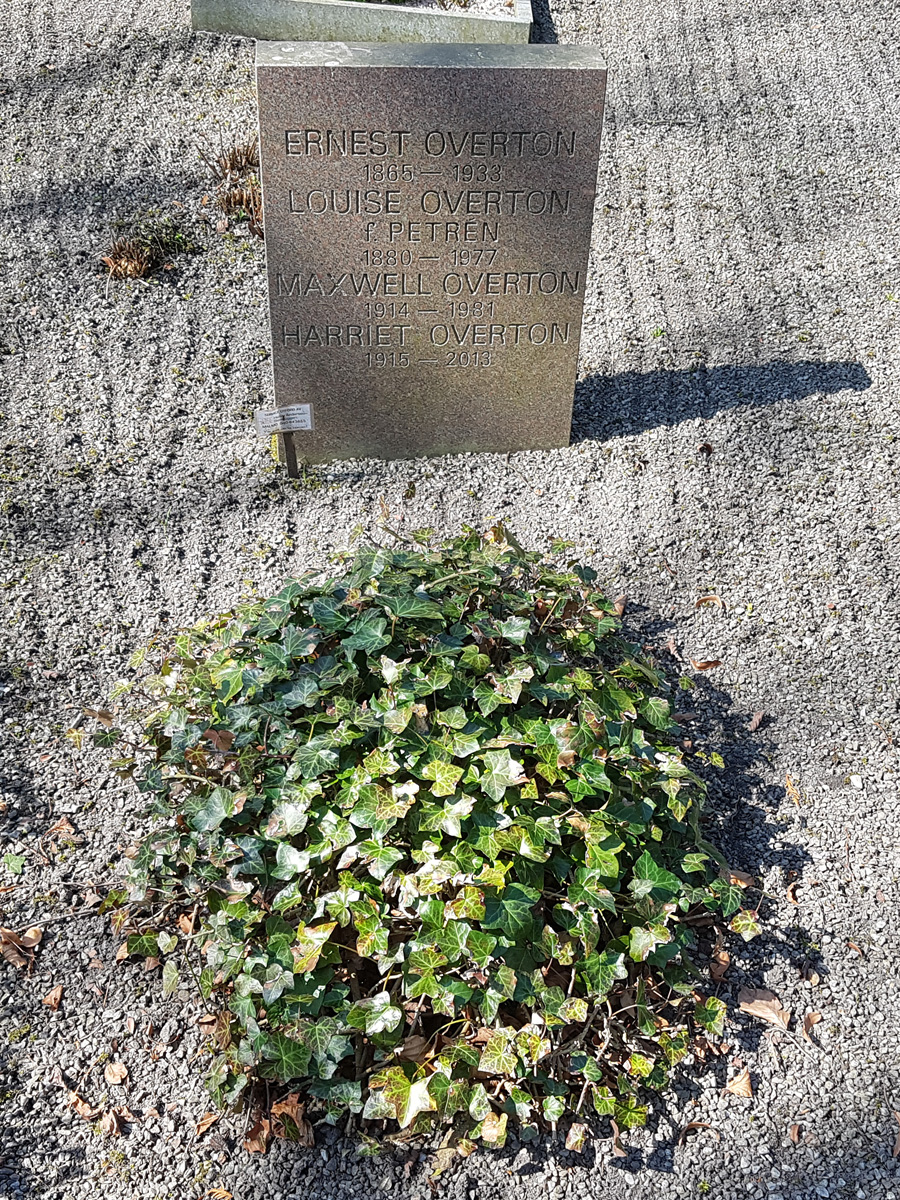 ERNEST OVERTON
1865 — 1933
LOUISE OVERTON
f. PETRÉN
1880 — 1977
MAXWELL OVERTON
1914 — 1981
HARRIET OVERTON
1915 — 2013